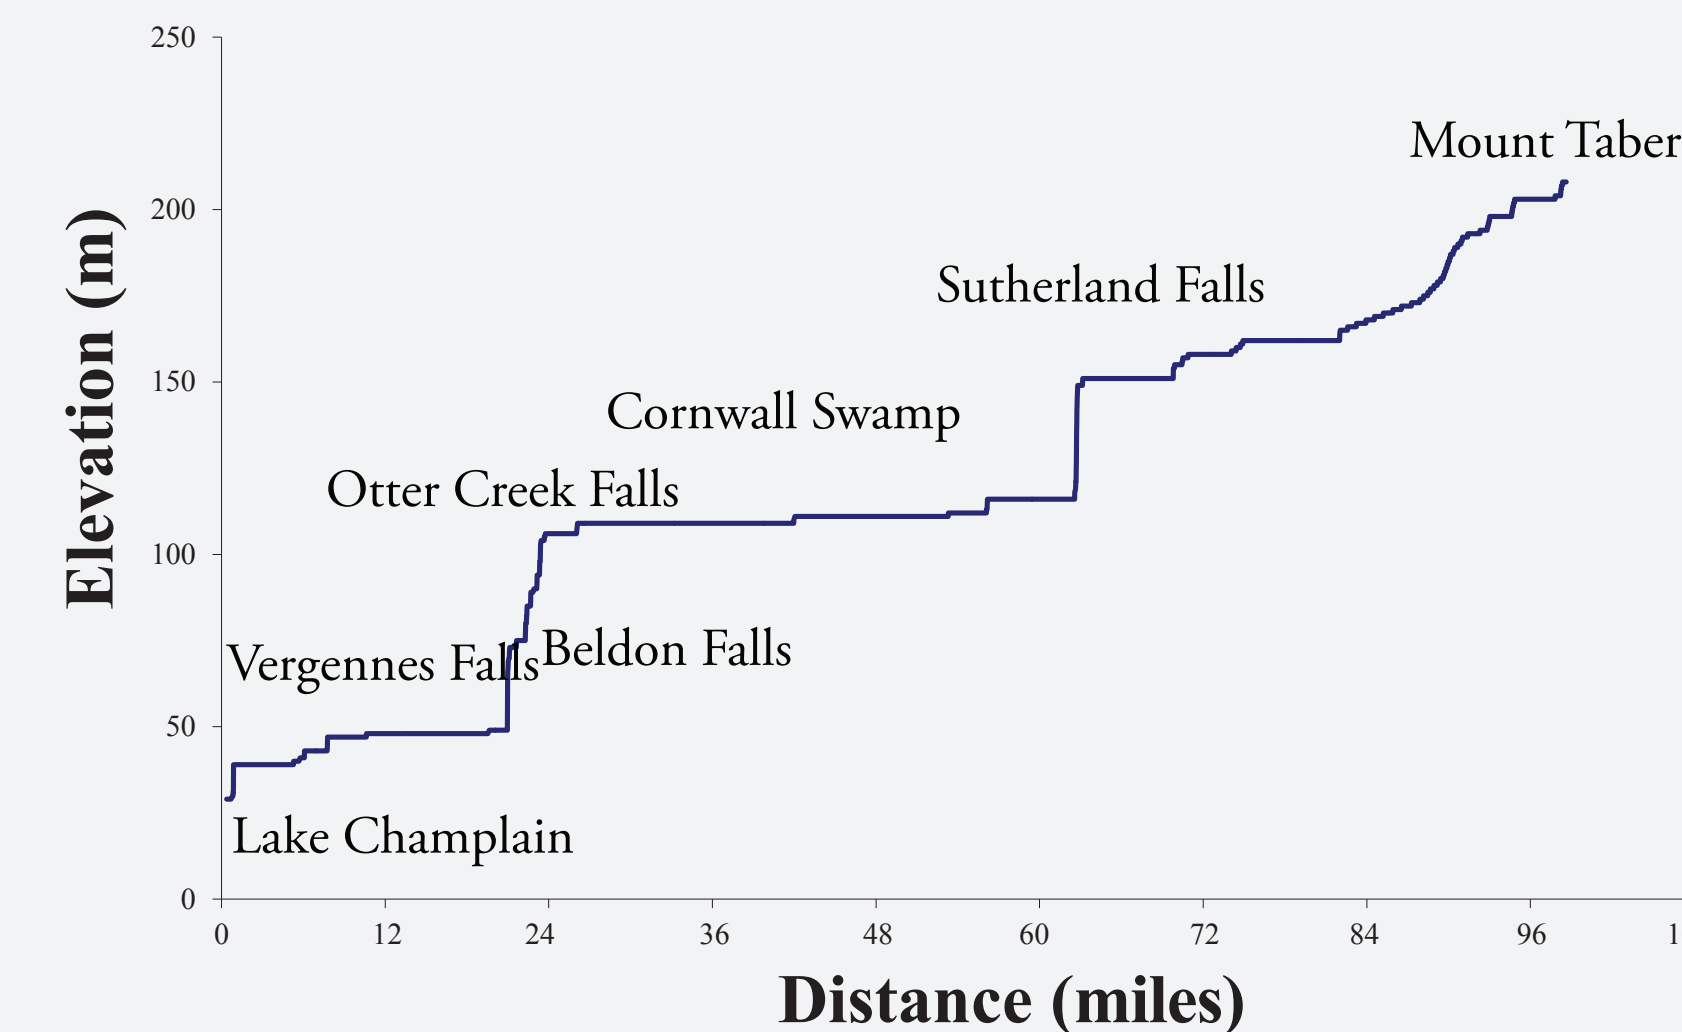 250
Mount Taber
200
Sutherland Falls
150
Cornwall Swamp
Otter Creek Falls
100
Vergennes Falls
Beldon Falls
50
Lake Champlain
0
0 12 24 36 48 60 72 84 96 1
Elevation (m)
Distance (miles)